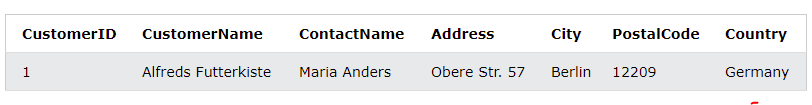 CustomerID CustomerName ContactName Address City PostalCode Country
1 Alfreds Futterkiste Maria Anders Obere Str. 57 Berlin 12209 Germany